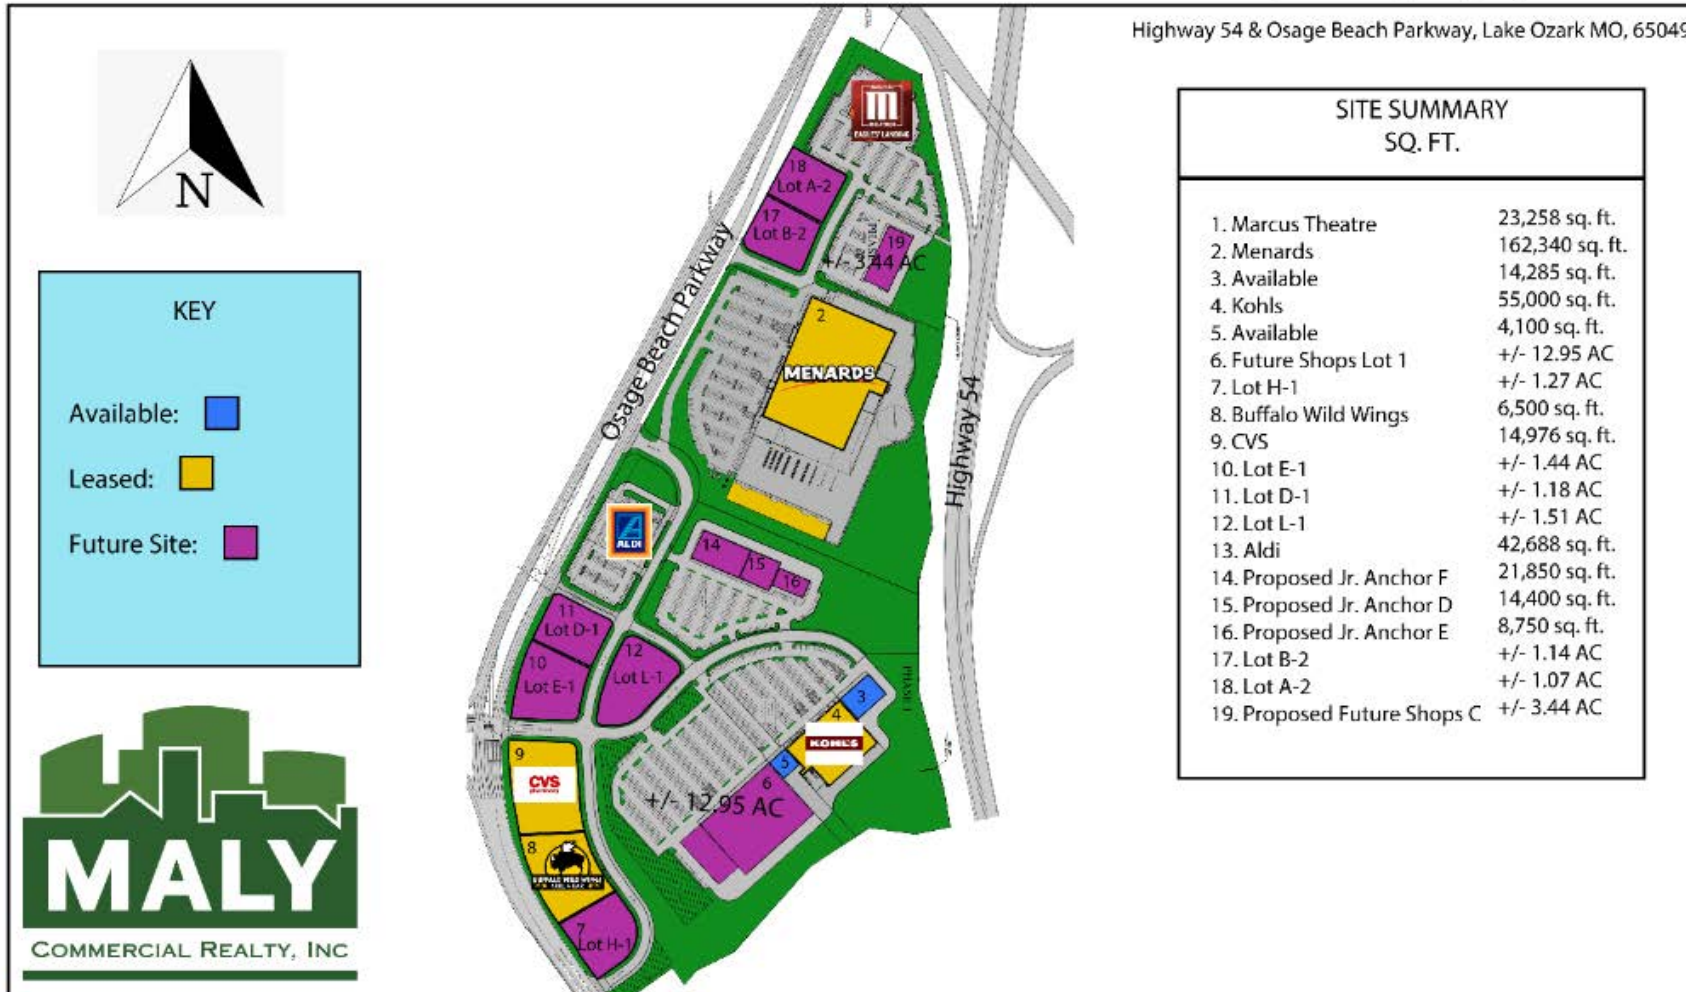 Highway 54 & Osage Beach Parkway, Lake Ozark MO, 65049
N
SITE SUMMARY
SQ. FT.
1. Marcus Theatre 23,258 sq. ft.
2. Menards 162,340 sq. ft.
3. Available 14,285 sq. ft.
4. Kohls 55,000 sq. ft.
5. Available 4,100 sq. ft.
6. Future Shops Lot 1 +/- 12.95 AC
7. Lot H-1 +/- 1.27 AC
8. Buffalo Wild Wings 6,500 sq. ft.
9. CVS 14,976 sq. ft.
10. Lot E-1 +/- 1.44 AC
11. Lot D-1 +/- 1.18 AC
12. Lot L-1 +/- 1.51 AC
13. Aldi 42,688 sq. ft.
14. Proposed Jr. Anchor F 21,850 sq. ft.
15. Proposed Jr. Anchor D 14,400 sq. ft.
16. Proposed Jr. Anchor E 8,750 sq. ft.
17. Lot B-2 +/- 1.14 AC
18. Lot A-2 +/- 1.07 AC
19. Proposed Future Shops C +/- 3.44 AC
KEY
Available:
Leased:
Future Site:
MALY
COMMERCIAL REALTY, INC
Osage Beach Parkway
Highway 54
M
EAGLES' LANDING
18
Lot A-2
17
Lot B-2
19
+/- 3.44 AC
2
MENARDS
A
ALDI
14
15
16
11
Lot D-1
10
Lot E-1
12
Lot L-1
PHASE 1
3
4
KOHL'S
5
6
+/- 12.95 AC
9
CVS
pharmacy
8
BUFFALO WILD WINGS
7
Lot H-1